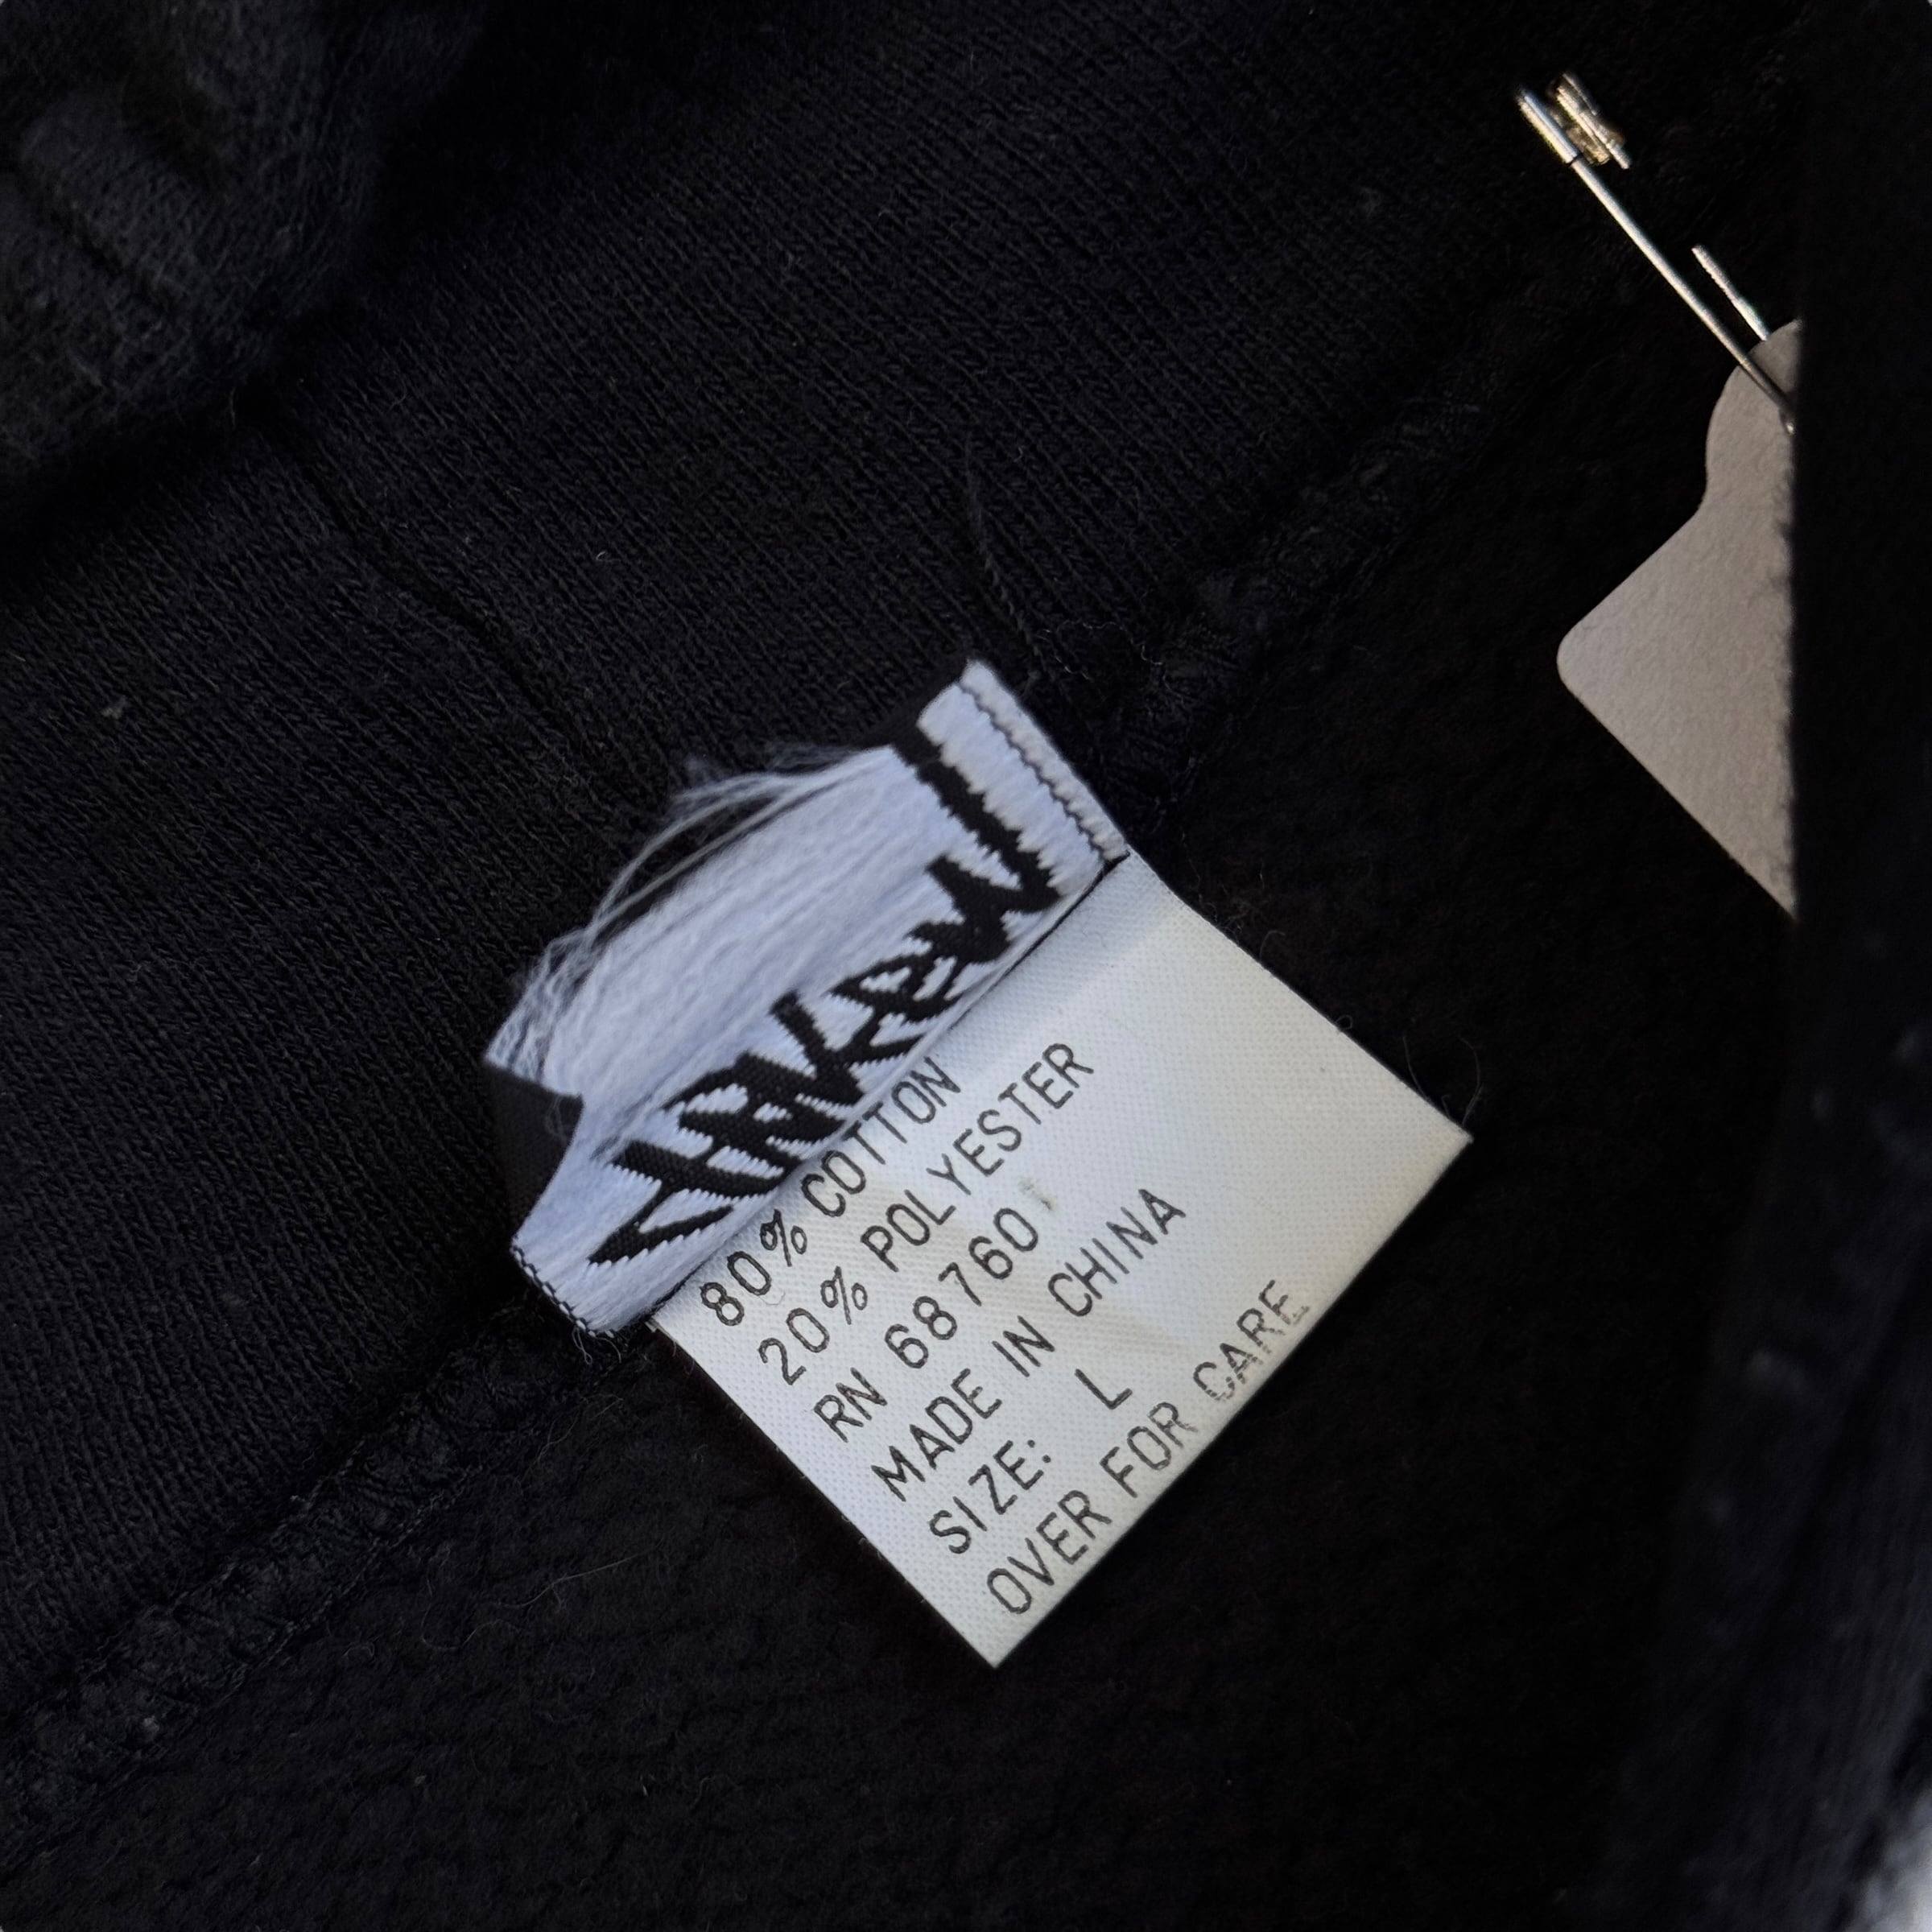 80% COTTON
20% POLYESTER
RN 68760
MADE IN CHINA
SIZE: L
OVER FOR CARE